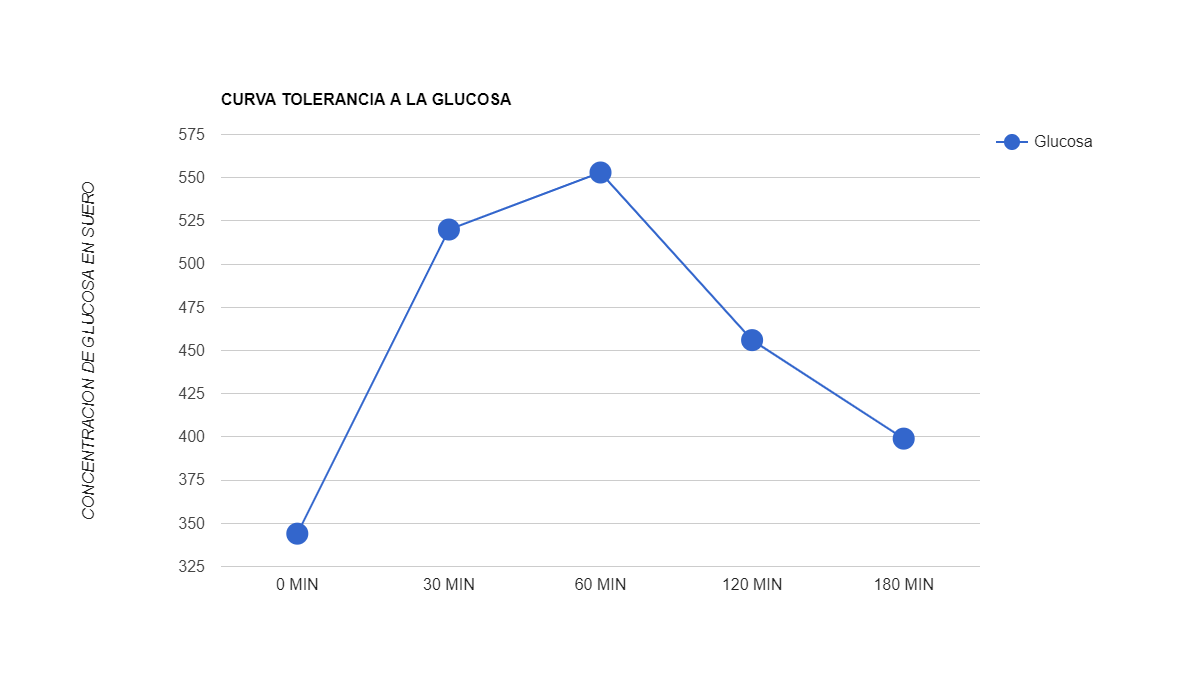 CURVA TOLERANCIA A LA GLUCOSA
Glucosa
CONCENTRACION DE GLUCOSA EN SUERO
575
550
525
500
475
450
425
400
375
350
325
0 MIN
30 MIN
60 MIN
120 MIN
180 MIN